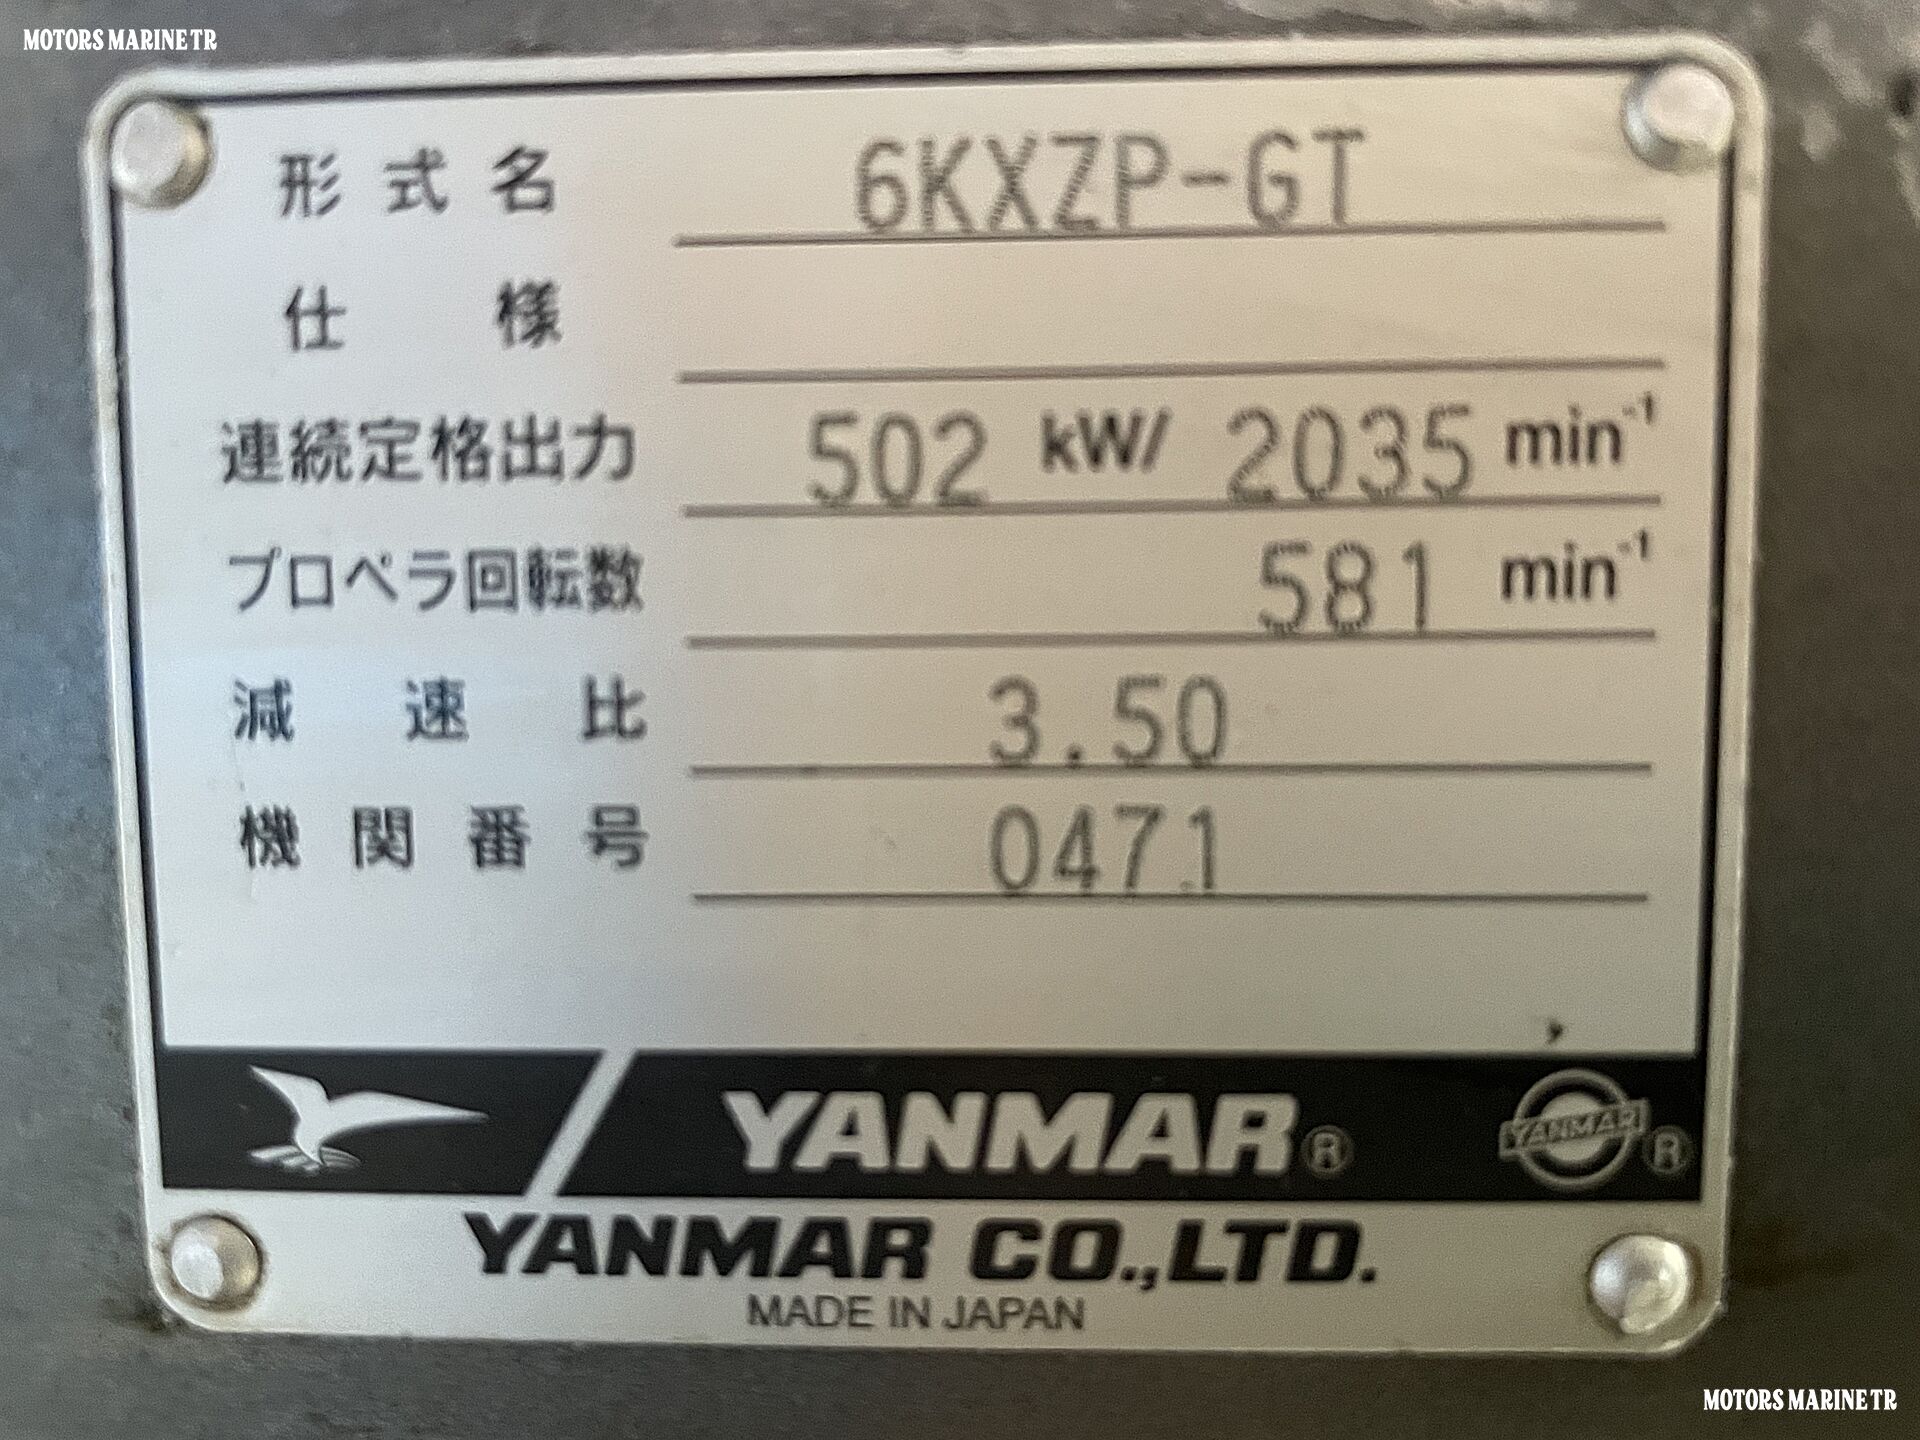 MOTORS MARINE TR
形式名 6KXZP-GT
仕様
連続定格出力 502 kW/ 2035 min⁻¹
プロペラ回転数 581 min⁻¹
減速比 3.50
機関番号 0471
YANMAR® YANMAR ®
YANMAR CO.,LTD.
MADE IN JAPAN
MOTORS MARINE TR